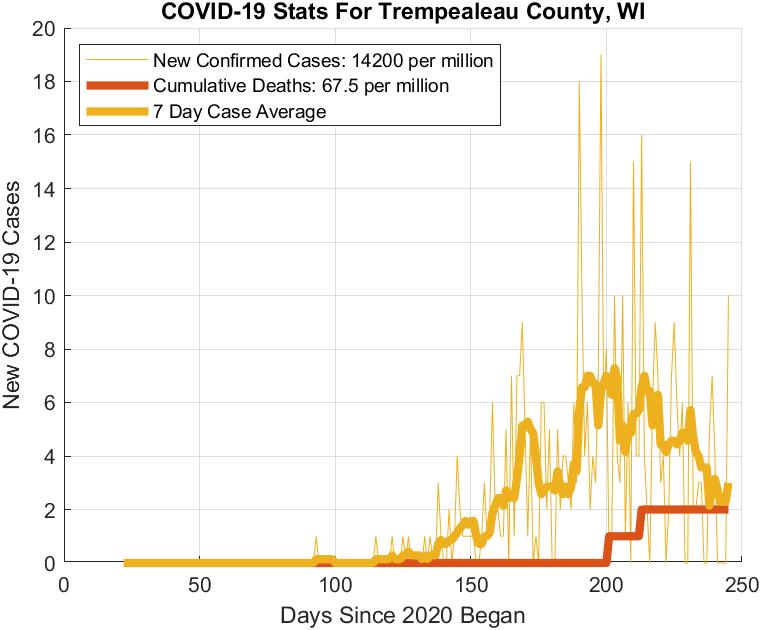 COVID-19 Stats For Trempealeau County, WI
20
18
16
14
12
10
8
6
4
2
0
New COVID-19 Cases
New Confirmed Cases: 14200 per million
Cumulative Deaths: 67.5 per million
7 Day Case Average
0 50 100 150 200 250
Days Since 2020 Began